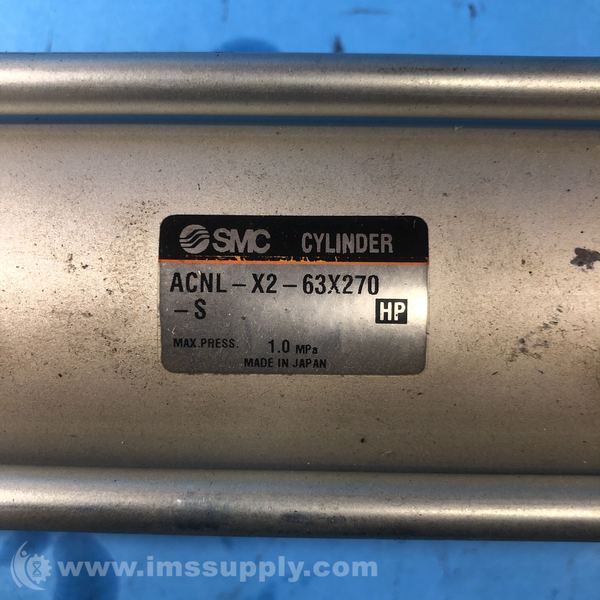 SMC CYLINDER
ACNL-X2-63X270
-S HP
MAX.PRESS. 1.0 MPa
MADE IN JAPAN
www.imssupply.com